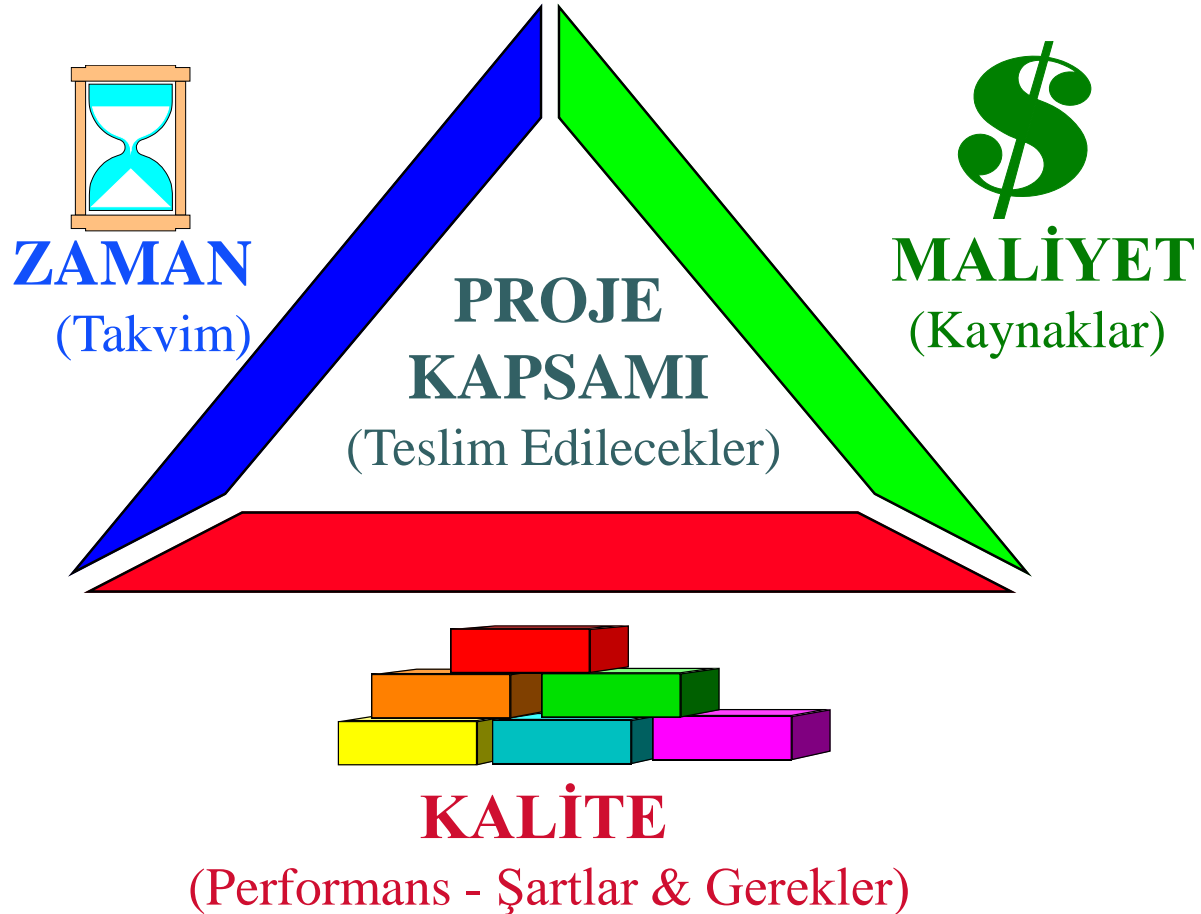 ZAMAN
(Takvim)
MALİYET
(Kaynaklar)
PROJE
KAPSAMI
(Teslim Edilecekler)
KALİTE
(Performans - Şartlar & Gerekler)